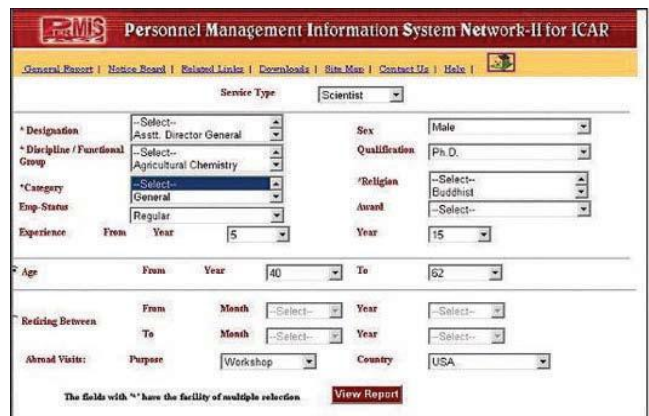 PERMIS Personnel Management Information System Network-II for ICAR
General Report | Notice Board | Related Links | Downloads | Site Map | Contact Us | Help |
Service Type Scientist
* Designation --Select-- Asstt. Director General Sex Male
* Discipline / Functional Group --Select-- Agricultural Chemistry Qualification Ph.D.
*Category --Select-- General *Religion --Select-- Buddhist
Emp-Status Regular Award --Select--
Experience From Year 5 Year 15
Age From Year 40 To 62
Retiring Between From Month --Select-- Year --Select--
To Month --Select-- Year --Select--
Abroad Visits: Purpose Workshop Country USA
The fields with '*' have the facility of multiple selection View Report